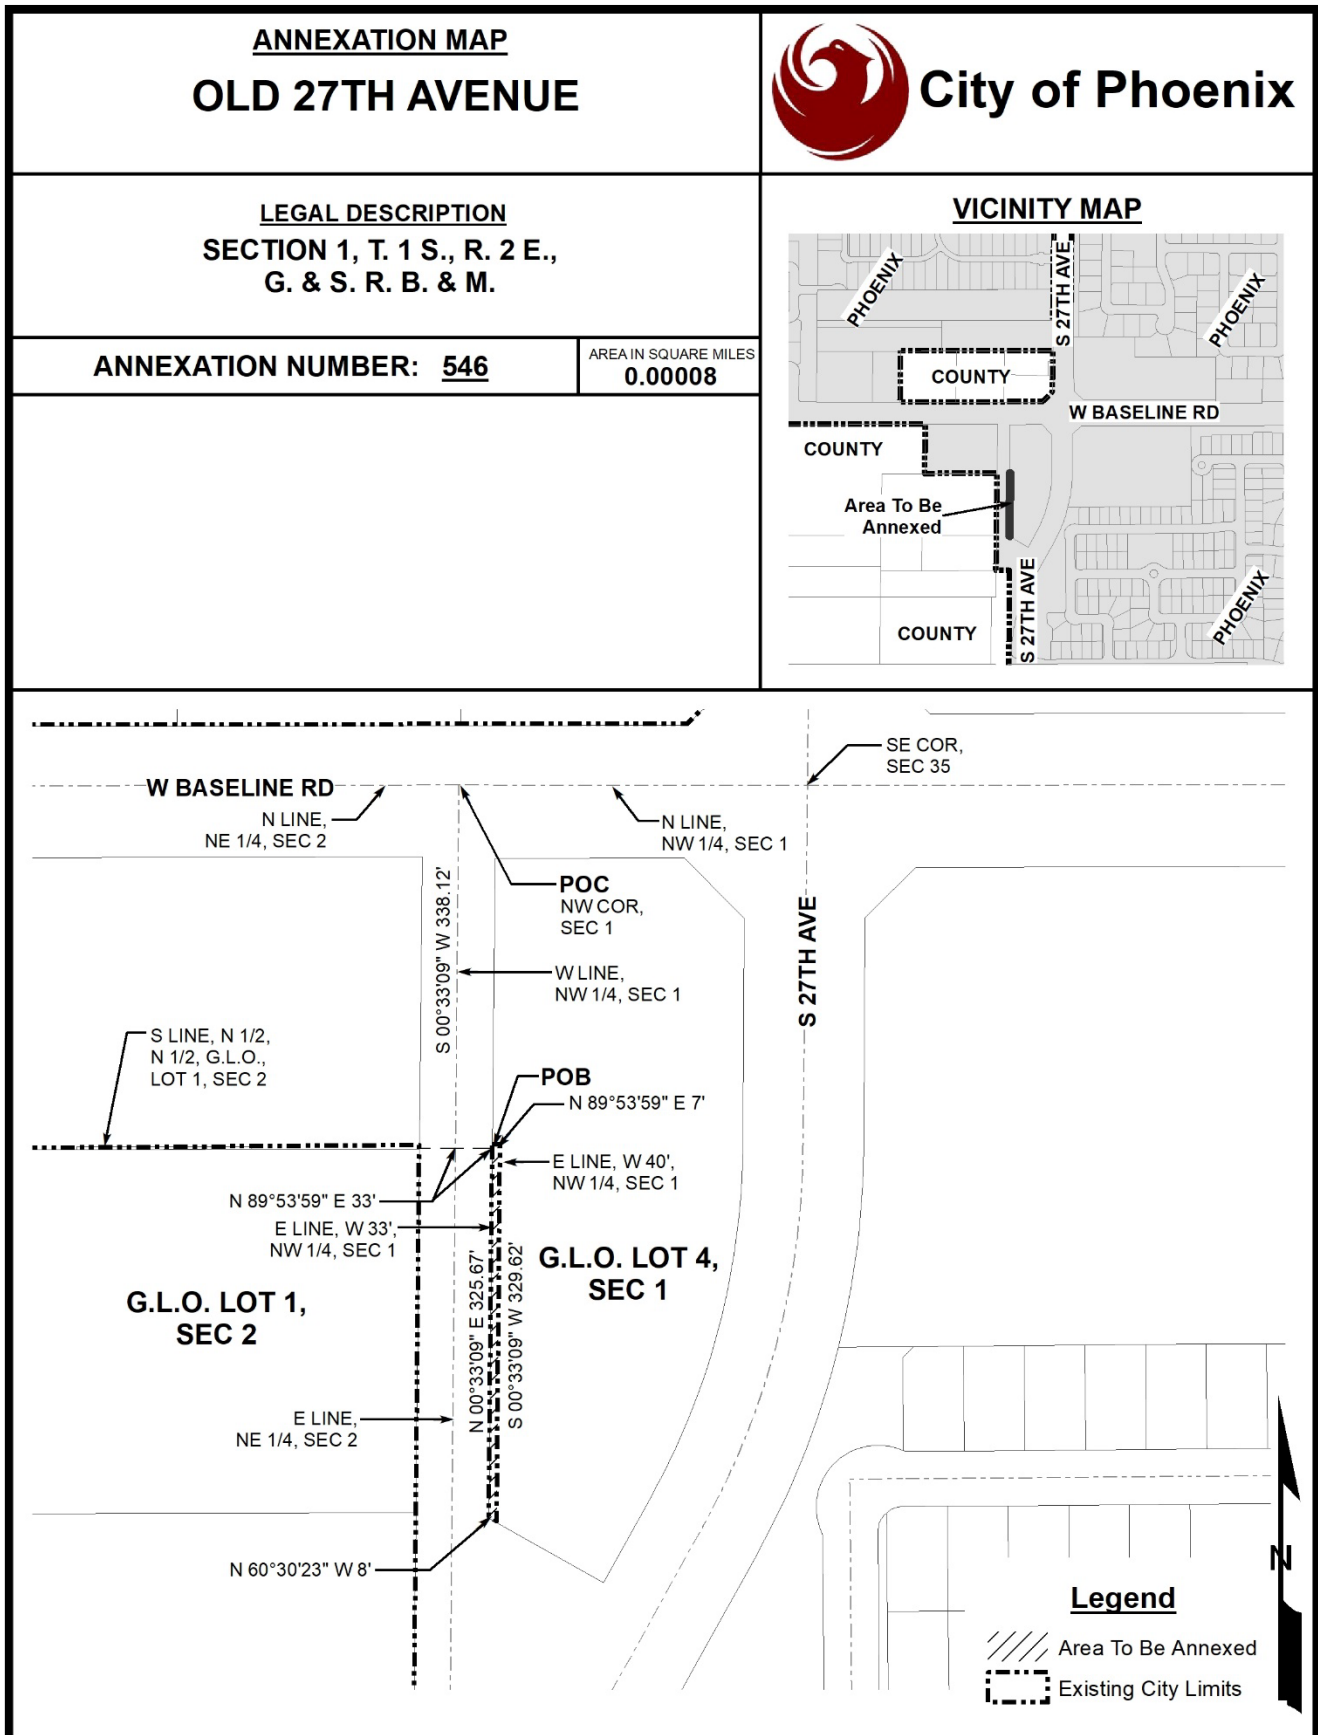 ANNEXATION MAP
OLD 27TH AVENUE
City of Phoenix
LEGAL DESCRIPTION
SECTION 1, T. 1 S., R. 2 E.,
G. & S. R. B. & M.
ANNEXATION NUMBER: 546
AREA IN SQUARE MILES
0.00008
VICINITY MAP
PHOENIX
S 27TH AVE
PHOENIX
COUNTY
W BASELINE RD
COUNTY
Area To Be
Annexed
S 27TH AVE
PHOENIX
COUNTY
SE COR,
SEC 35
W BASELINE RD
N LINE,
NE 1/4, SEC 2
N LINE,
NW 1/4, SEC 1
POC
NW COR,
SEC 1
S 00°33'09" W 338.12'
W LINE,
NW 1/4, SEC 1
S 27TH AVE
S LINE, N 1/2,
N 1/2, G.L.O.,
LOT 1, SEC 2
POB
N 89°53'59" E 7'
E LINE, W 40',
NW 1/4, SEC 1
N 89°53'59" E 33'
E LINE, W 33',
NW 1/4, SEC 1
G.L.O. LOT 4,
SEC 1
N 00°33'09" E 325.67'
S 00°33'09" W 329.62'
G.L.O. LOT 1,
SEC 2
E LINE,
NE 1/4, SEC 2
N 60°30'23" W 8'
N
Legend
Area To Be Annexed
Existing City Limits